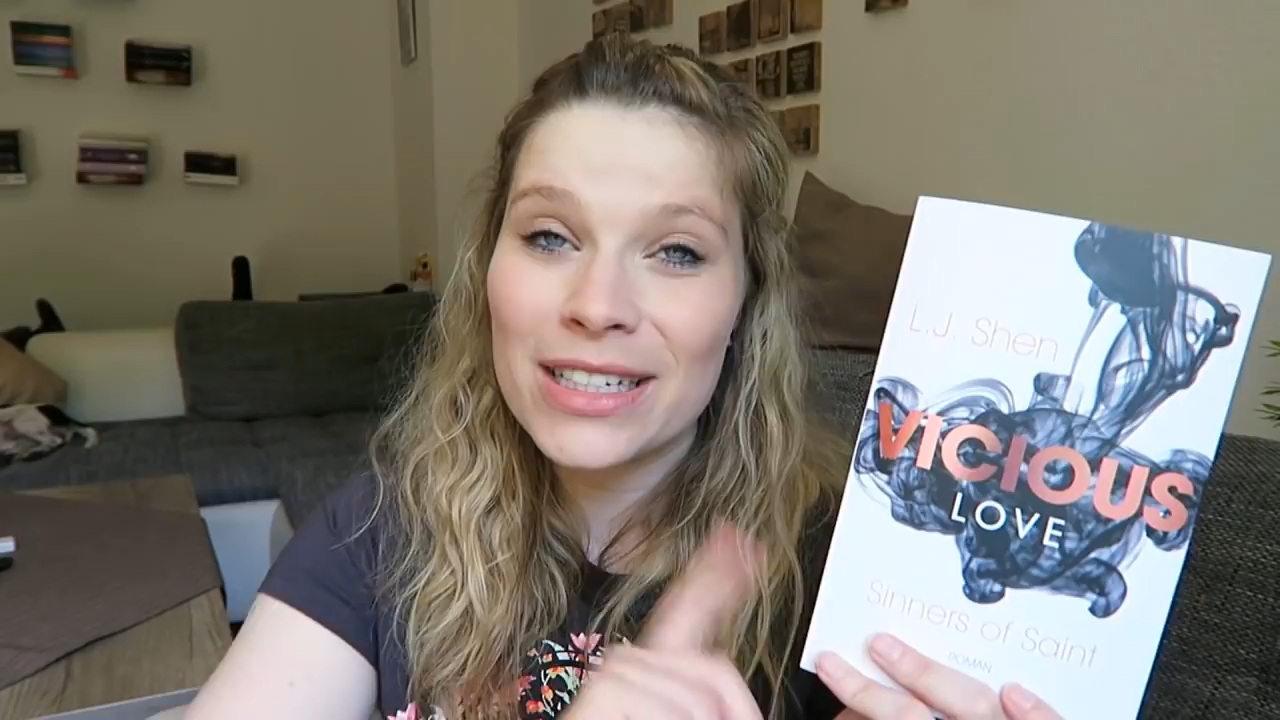 L.J. Shen
VICIOUS
LOVE
Sinners of Saint
ROMAN